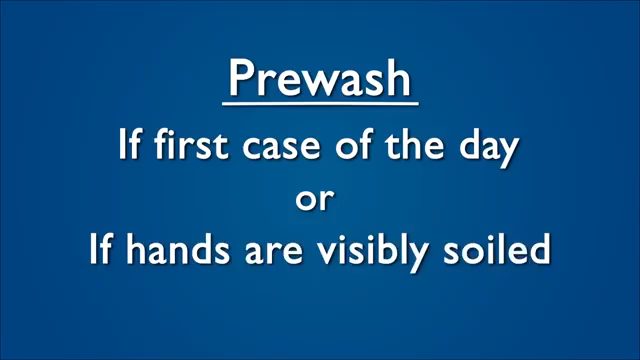 Prewash
If first case of the day
or
If hands are visibly soiled